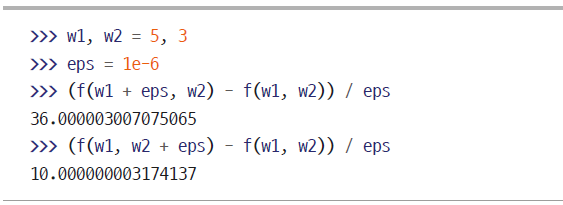 >>> w1, w2 = 5, 3
>>> eps = 1e-6
>>> (f(w1 + eps, w2) - f(w1, w2)) / eps
36.000003007075065
>>> (f(w1, w2 + eps) - f(w1, w2)) / eps
10.000000003174137